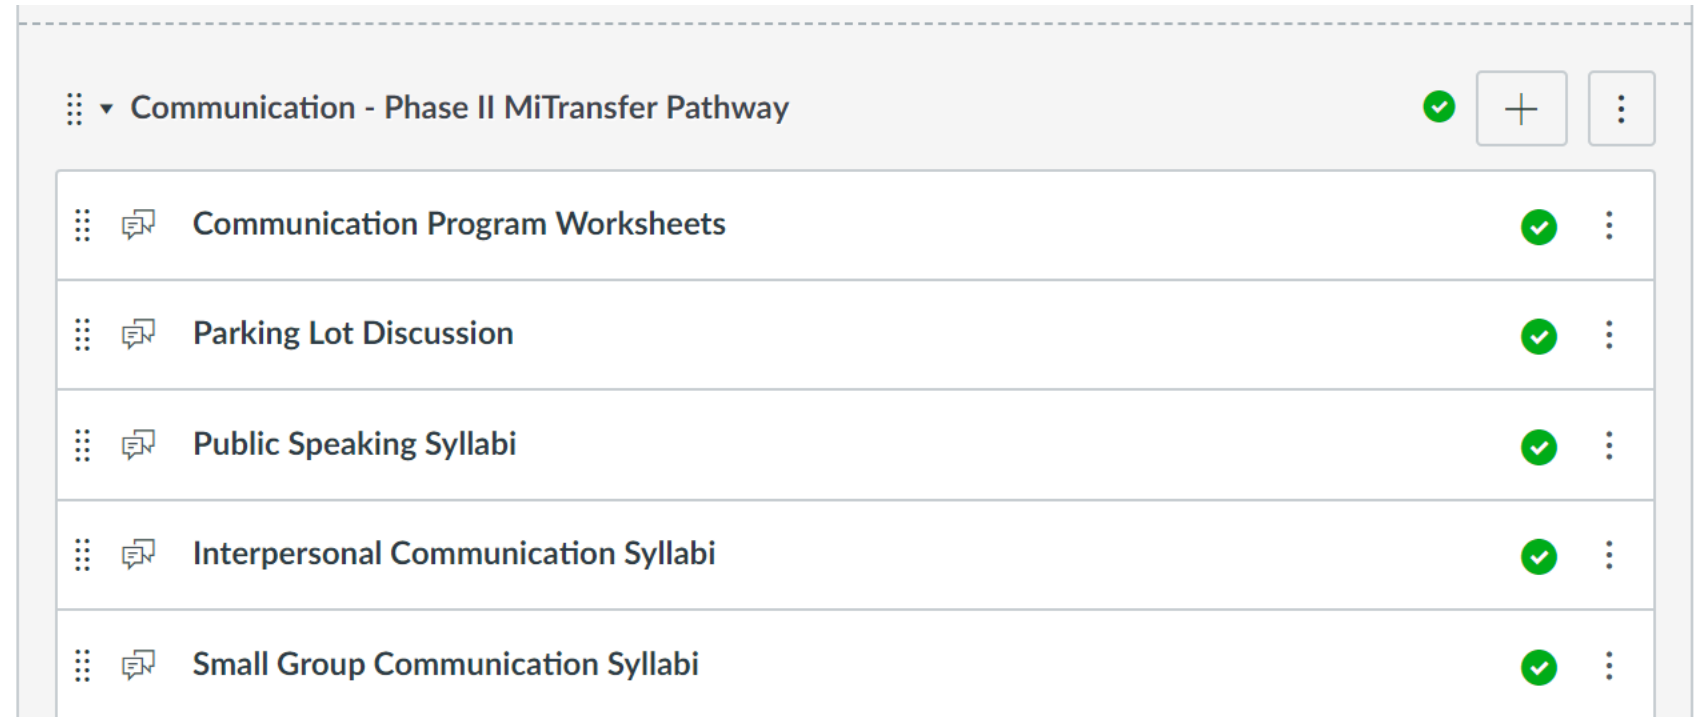 Communication - Phase II MiTransfer Pathway
Communication Program Worksheets
Parking Lot Discussion
Public Speaking Syllabi
Interpersonal Communication Syllabi
Small Group Communication Syllabi